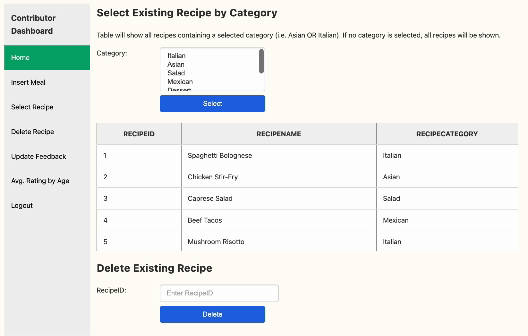 Contributor
Dashboard
Home
Insert Meal
Select Recipe
Delete Recipe
Update Feedback
Avg. Rating by Age
Logout
Select Existing Recipe by Category
Table will show all recipes containing a selected category (i.e. Asian OR Italian). If no category is selected, all recipes will be shown.
Category:
Italian
Asian
Salad
Mexican
Dessert
Select
RECIPEID RECIPENAME RECIPECATEGORY
1 Spaghetti Bolognese Italian
2 Chicken Stir-Fry Asian
3 Caprese Salad Salad
4 Beef Tacos Mexican
5 Mushroom Risotto Italian
Delete Existing Recipe
RecipeID:
Enter RecipeID
Delete